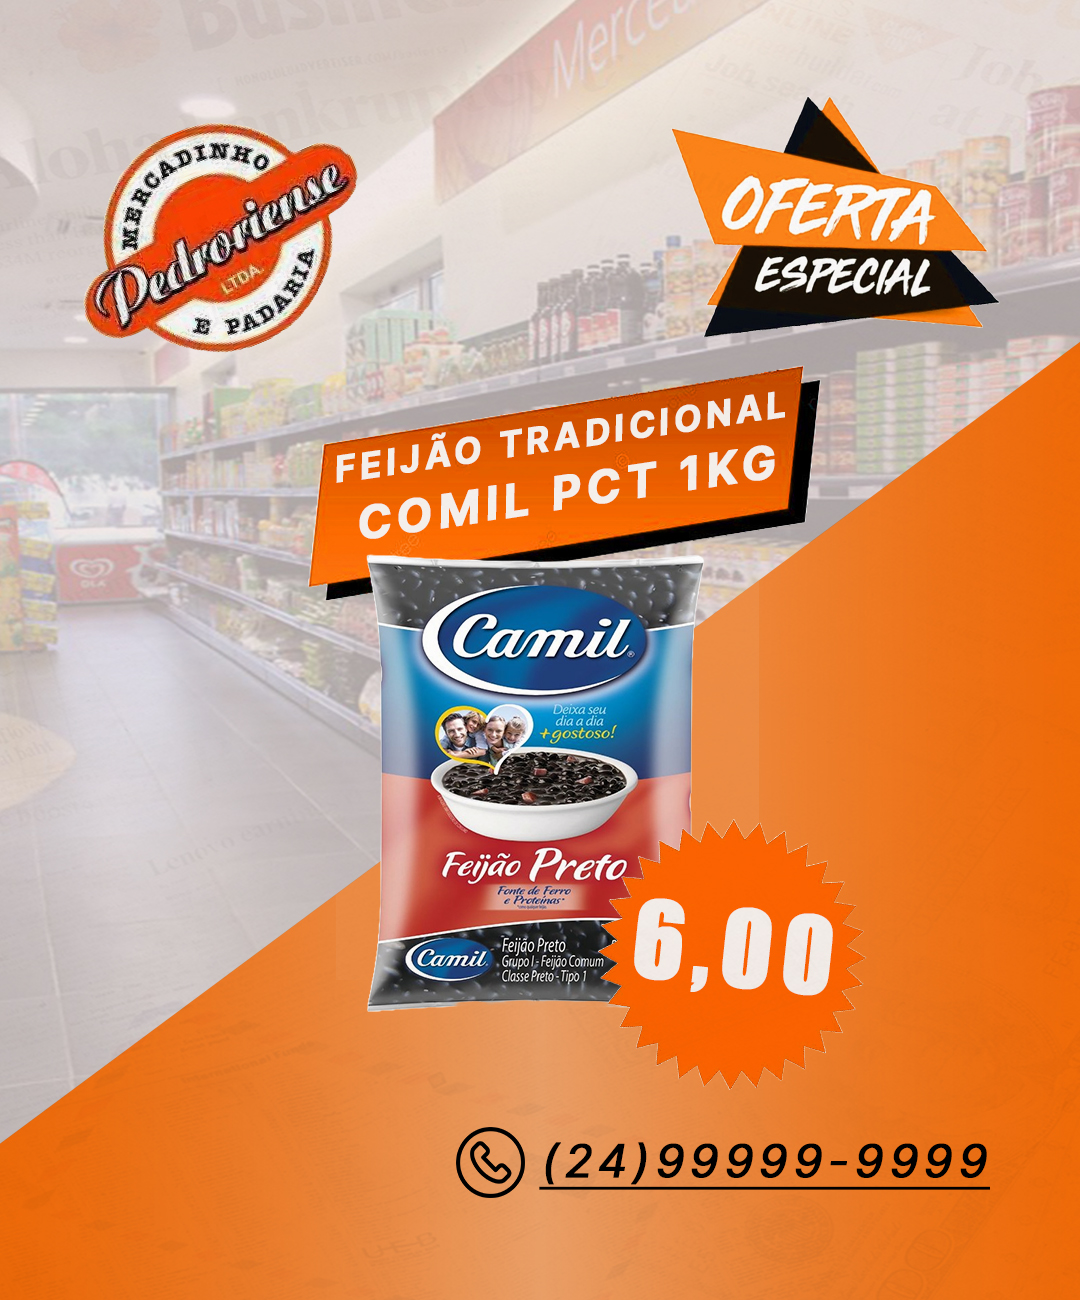 MERCADINHO
Pedroriense
LTDA.
E PADARIA
OFERTA
ESPECIAL
FEIJÃO TRADICIONAL
COMIL PCT 1KG
Camil
Deixa seu
dia a dia
+gostoso!
Feijão Preto
Fonte de Ferro
e Proteínas*
Camil
Feijão Preto
Grupo I - Feijão Comum
Classe Preto - Tipo 1
6,00
(24)99999-9999